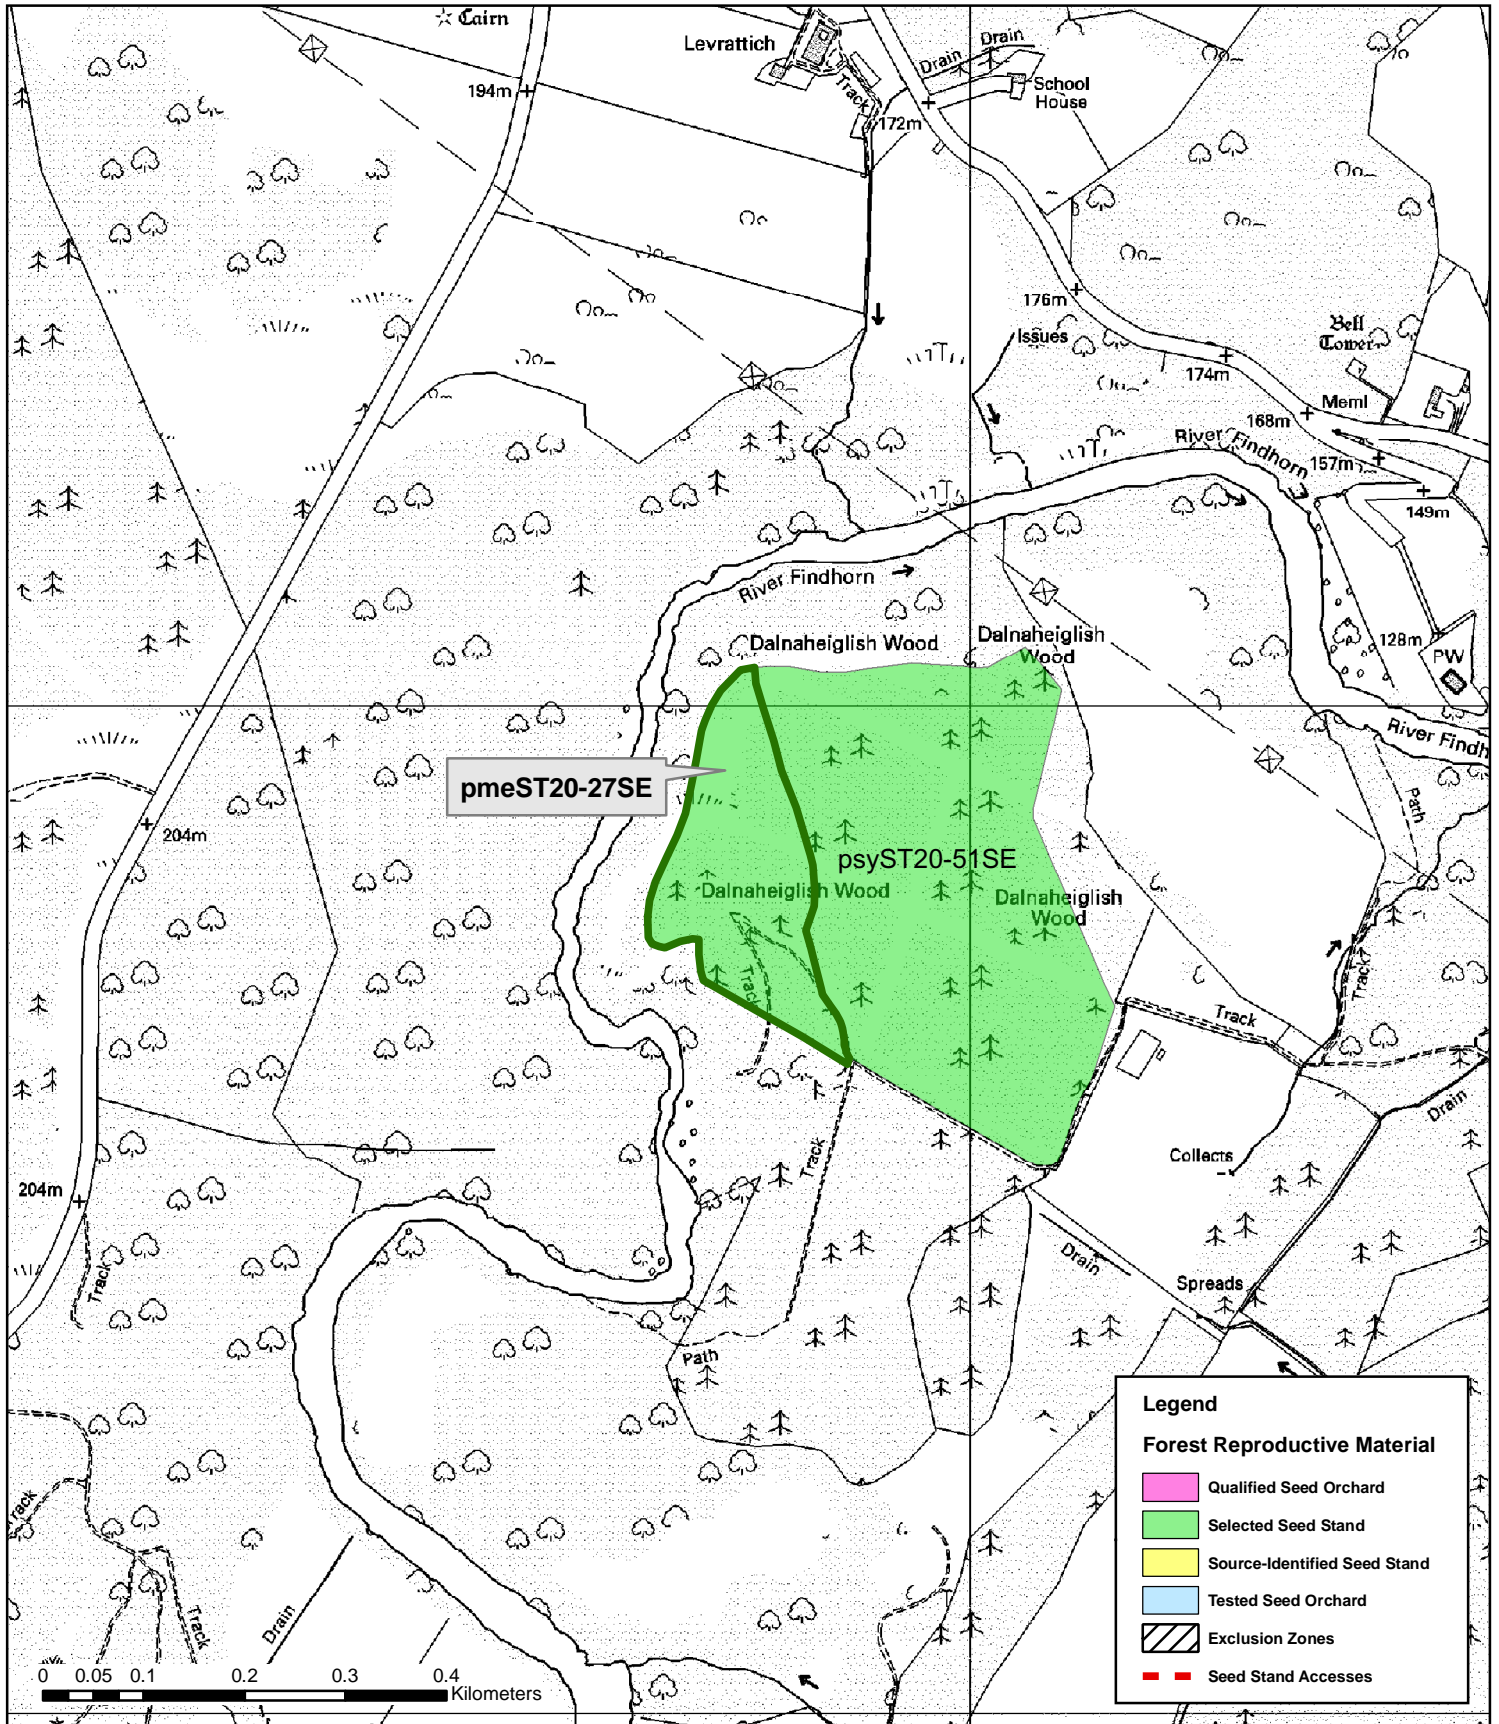 Cairn
Levrattich
Drain
Drain
194m
Track
School
House
172m
176m
Issues
Bell
Tower
174m
Meml
168m
River Findhorn
157m
149m
River Findhorn
Dalnaheiglish Wood
Dalnaheiglish
Wood
128m
PW
River Findh
pmeST20-27SE
204m
Path
psyST20-51SE
Dalnaheiglish Wood
Dalnaheiglish
Wood
Track
Track
Track
Drain
Track
Collects
204m
Track
Drain
Spreads
Path
Track
Track
Drain
Legend
Forest Reproductive Material
Qualified Seed Orchard
Selected Seed Stand
Source-Identified Seed Stand
Tested Seed Orchard
Exclusion Zones
Seed Stand Accesses
0 0.05 0.1 0.2 0.3 0.4
Kilometers